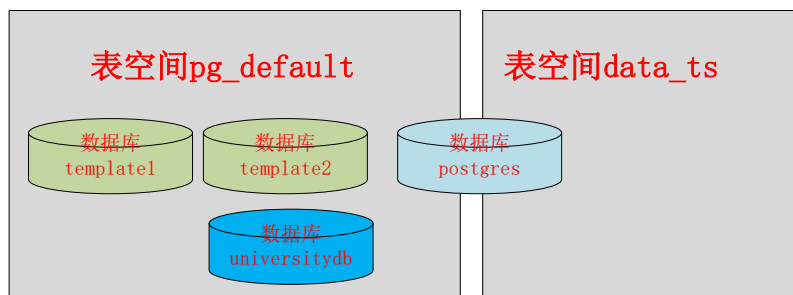 表空间pg_default
表空间data_ts
数据库
template1
数据库
template2
数据库
postgres
数据库
universitydb